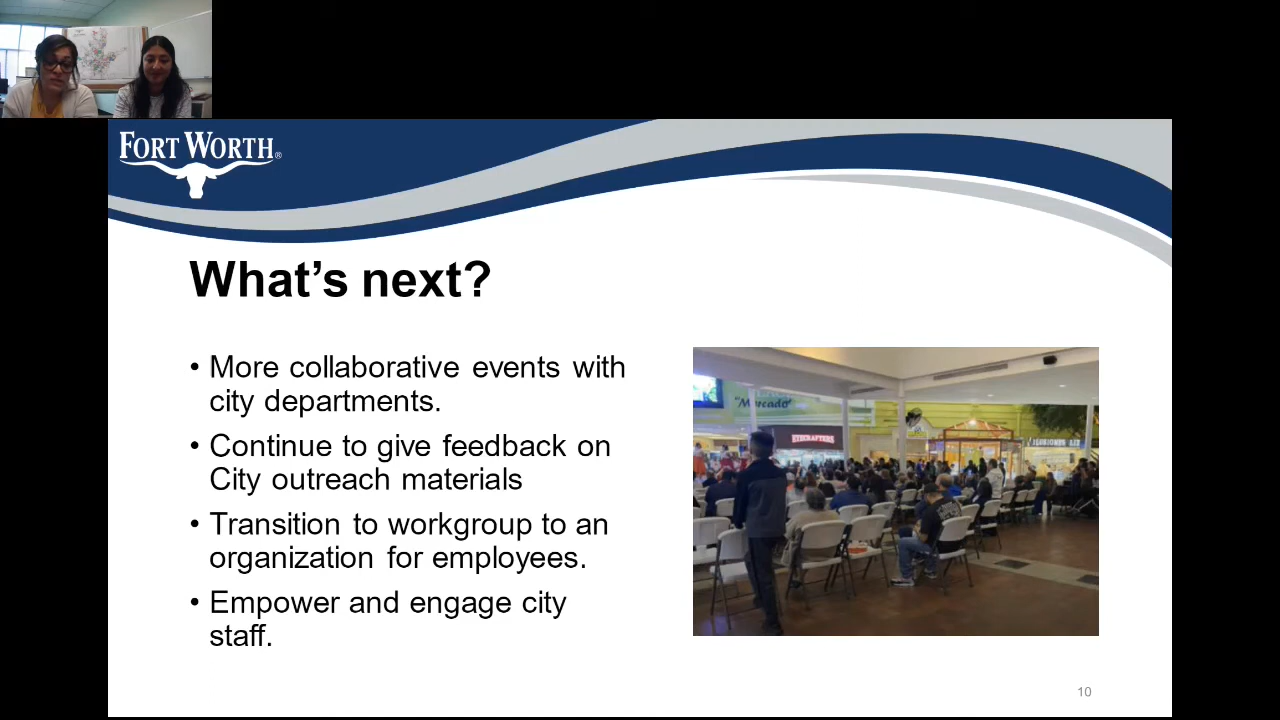 FORT WORTH®
What's next?
• More collaborative events with
city departments.
• Continue to give feedback on
City outreach materials
• Transition to workgroup to an
organization for employees.
• Empower and engage city
staff.
"Mercado"
10